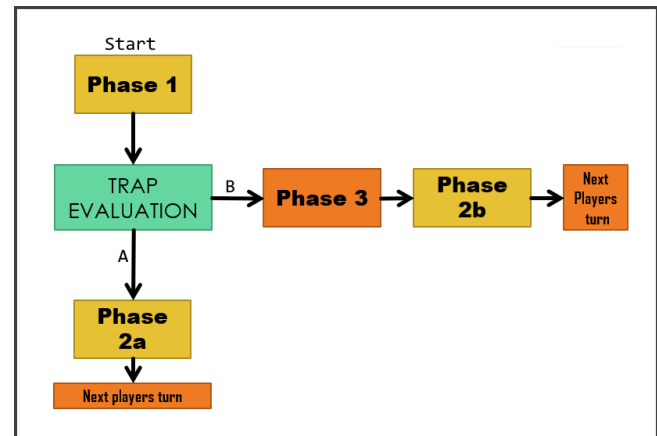 Start
Phase 1
TRAP
EVALUATION
B
Phase 3
Phase
2b
Next
Players
turn
A
Phase
2a
Next players turn